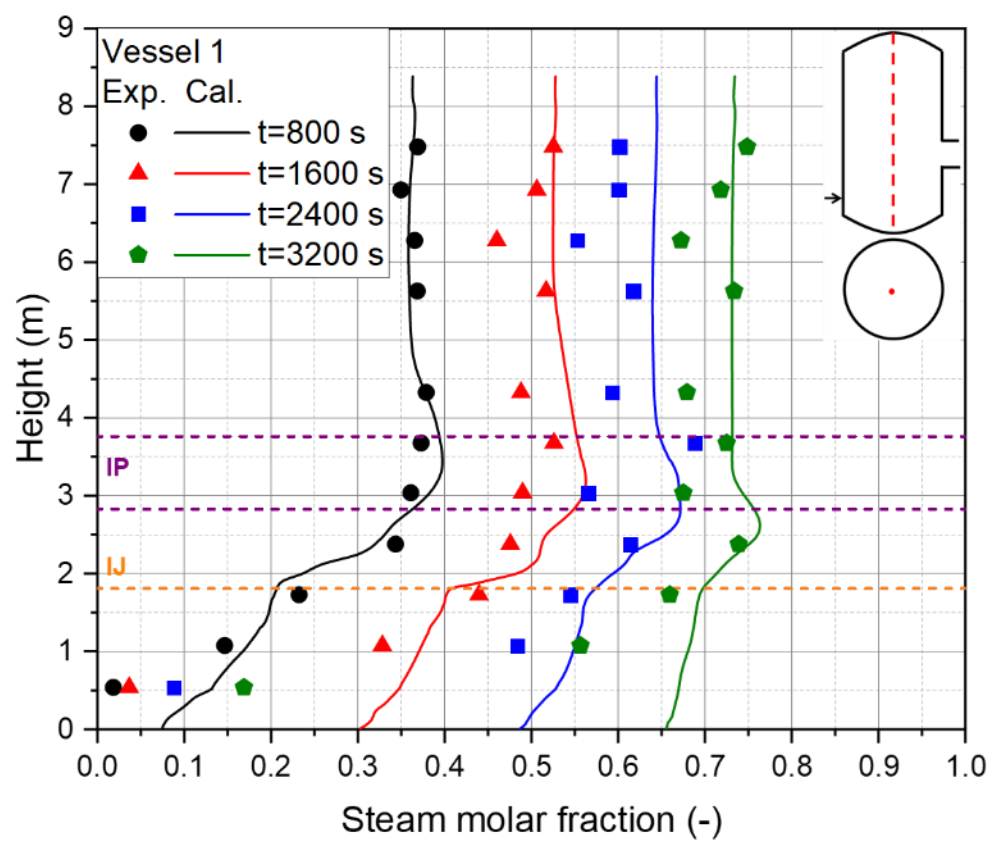 Vessel 1
Exp. Cal.
t=800 s
t=1600 s
t=2400 s
t=3200 s
9
8
7
6
5
4
3
2
1
0
Height (m)
IP
IJ
0.0 0.1 0.2 0.3 0.4 0.5 0.6 0.7 0.8 0.9 1.0
Steam molar fraction (-)